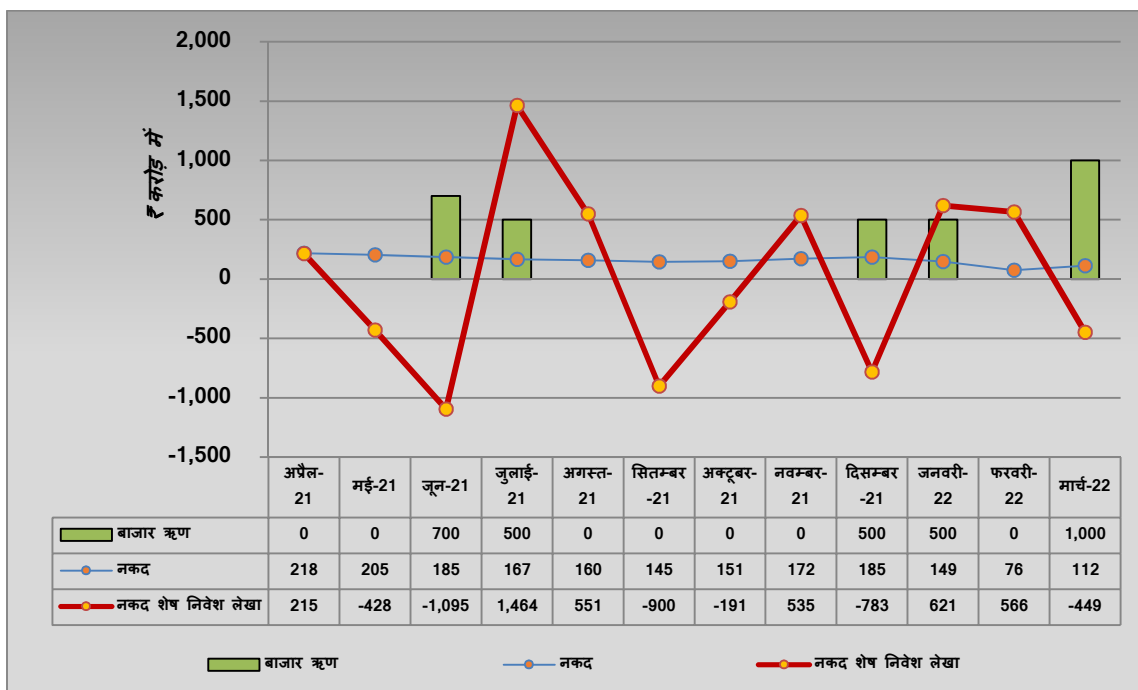 2,000
1,500
1,000
500
0
-500
-1,000
-1,500
₹ करोड़ में
अप्रैल-21 मई-21 जून-21 जुलाई-21 अगस्त-21 सितम्बर-21 अक्टूबर-21 नवम्बर-21 दिसम्बर-21 जनवरी-22 फरवरी-22 मार्च-22
बाजार ऋण 0 0 700 500 0 0 0 0 500 500 0 1,000
नकद 218 205 185 167 160 145 151 172 185 149 76 112
नकद शेष निवेश लेखा 215 -428 -1,095 1,464 551 -900 -191 535 -783 621 566 -449
बाजार ऋण नकद नकद शेष निवेश लेखा